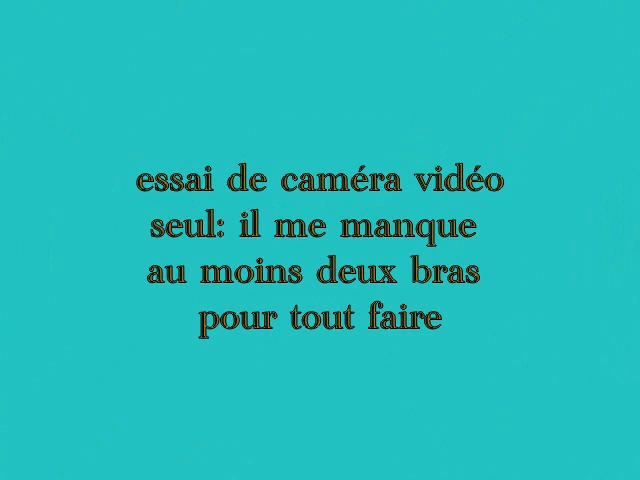 essai de caméra vidéo
seul: il me manque
au moins deux bras
pour tout faire